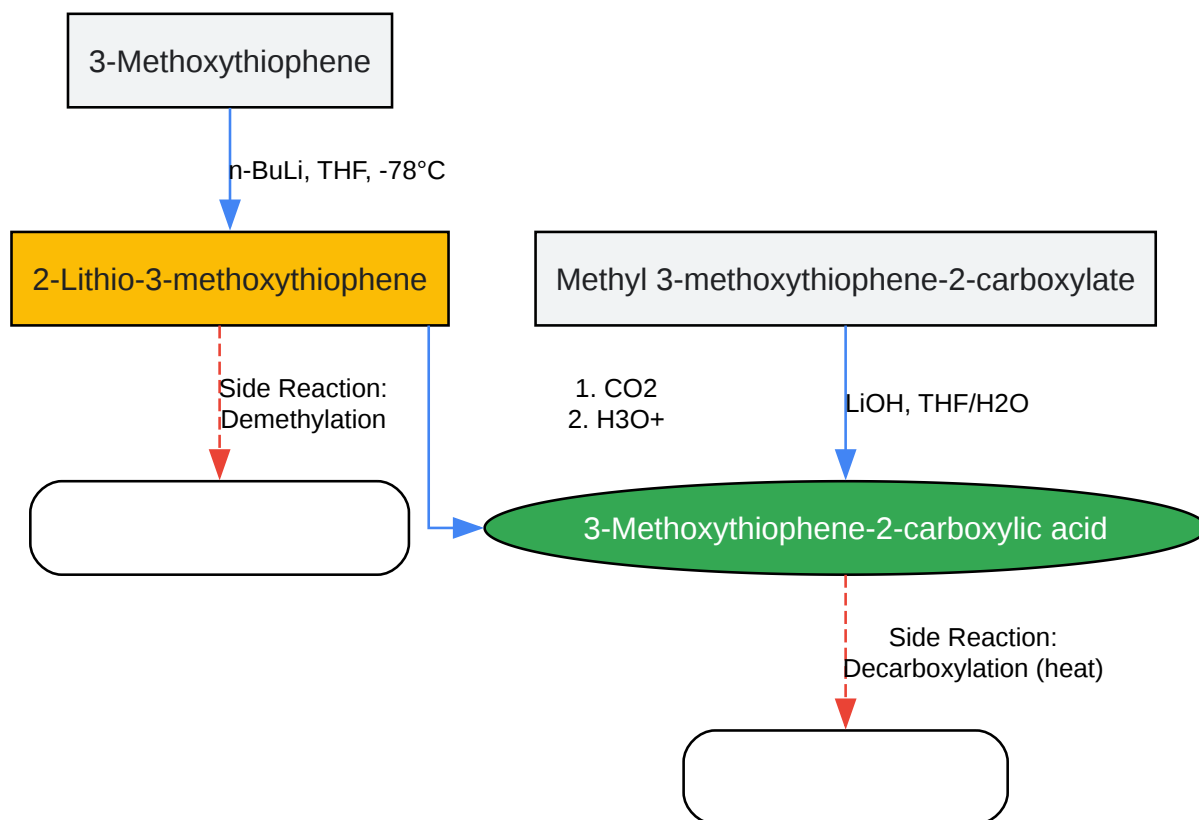 3-Methoxythiophene
n-BuLi, THF, -78°C
2-Lithio-3-methoxythiophene
Methyl 3-methoxythiophene-2-carboxylate
Side Reaction:
Demethylation
1. CO2
2. H3O+
LiOH, THF/H2O
3-Methoxythiophene-2-carboxylic acid
Side Reaction:
Decarboxylation (heat)